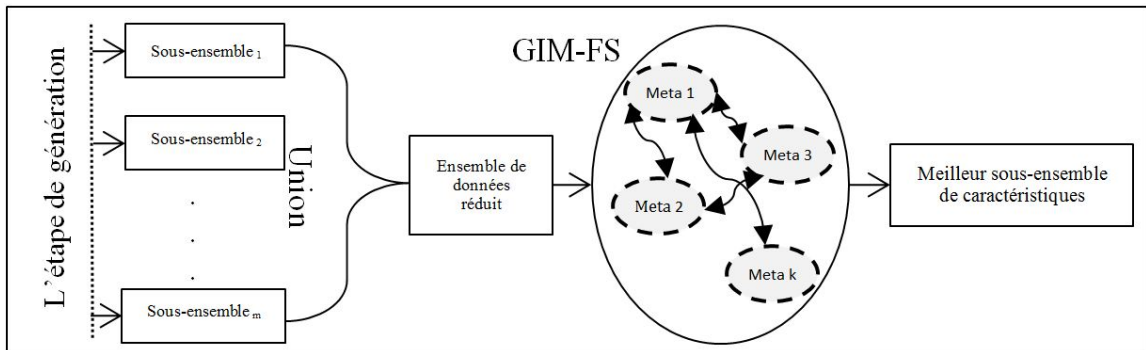 L'étape de génération
Sous-ensemble 1
Sous-ensemble 2
.
.
.
Sous-ensemble m
Union
Ensemble de
données
réduit
GIM-FS
Meta 1
Meta 3
Meta 2
Meta k
Meilleur sous-ensemble
de caractéristiques